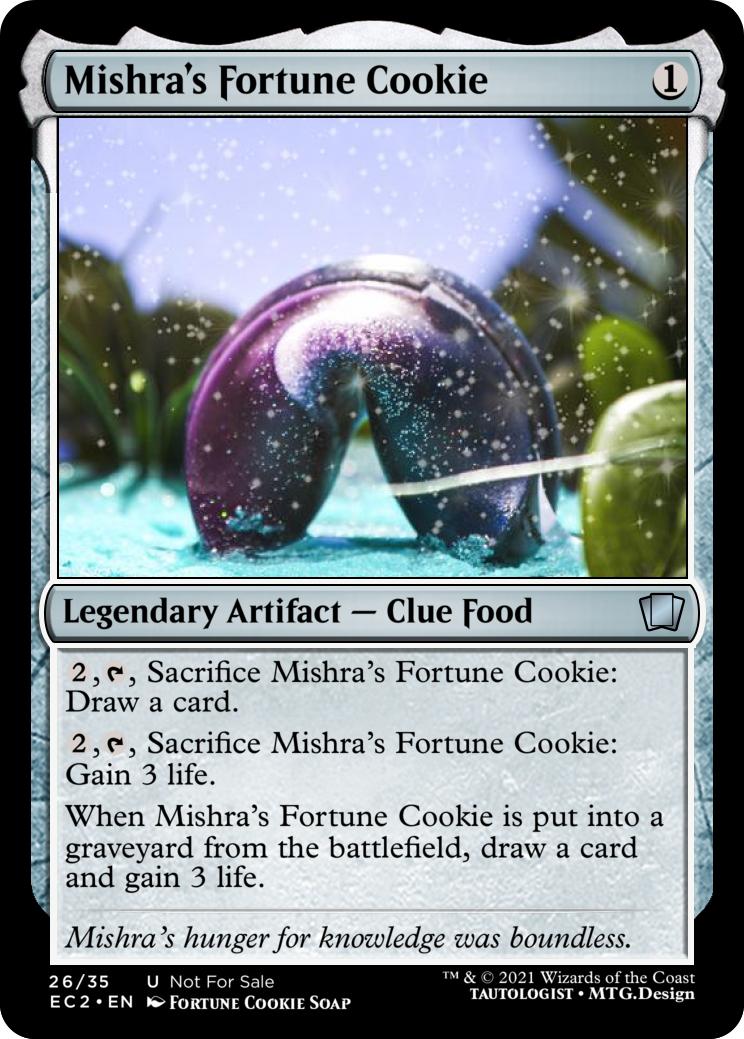 Mishra's Fortune Cookie 1
Legendary Artifact — Clue Food
2, , Sacrifice Mishra's Fortune Cookie:
Draw a card.
2, , Sacrifice Mishra's Fortune Cookie:
Gain 3 life.
When Mishra's Fortune Cookie is put into a
graveyard from the battlefield, draw a card
and gain 3 life.
Mishra's hunger for knowledge was boundless.
26/35 U Not For Sale
EC2 • EN Fortune Cookie Soap
™ & © 2021 Wizards of the Coast
TAUTOLOGIST • MTG.Design